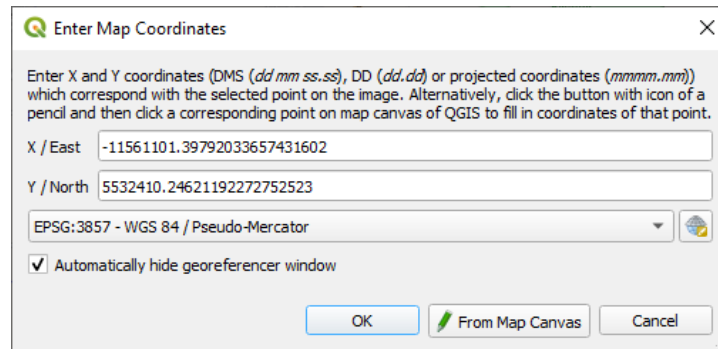 Enter Map Coordinates
Enter X and Y coordinates (DMS (dd mm ss.ss), DD (dd.dd) or projected coordinates (mmmm.mm))
which correspond with the selected point on the image. Alternatively, click the button with icon of a
pencil and then click a corresponding point on map canvas of QGIS to fill in coordinates of that point.
X / East -11561101.39792033657431602
Y / North 5532410.24621192272752523
EPSG:3857 - WGS 84 / Pseudo-Mercator
Automatically hide georeferencer window
OK From Map Canvas Cancel